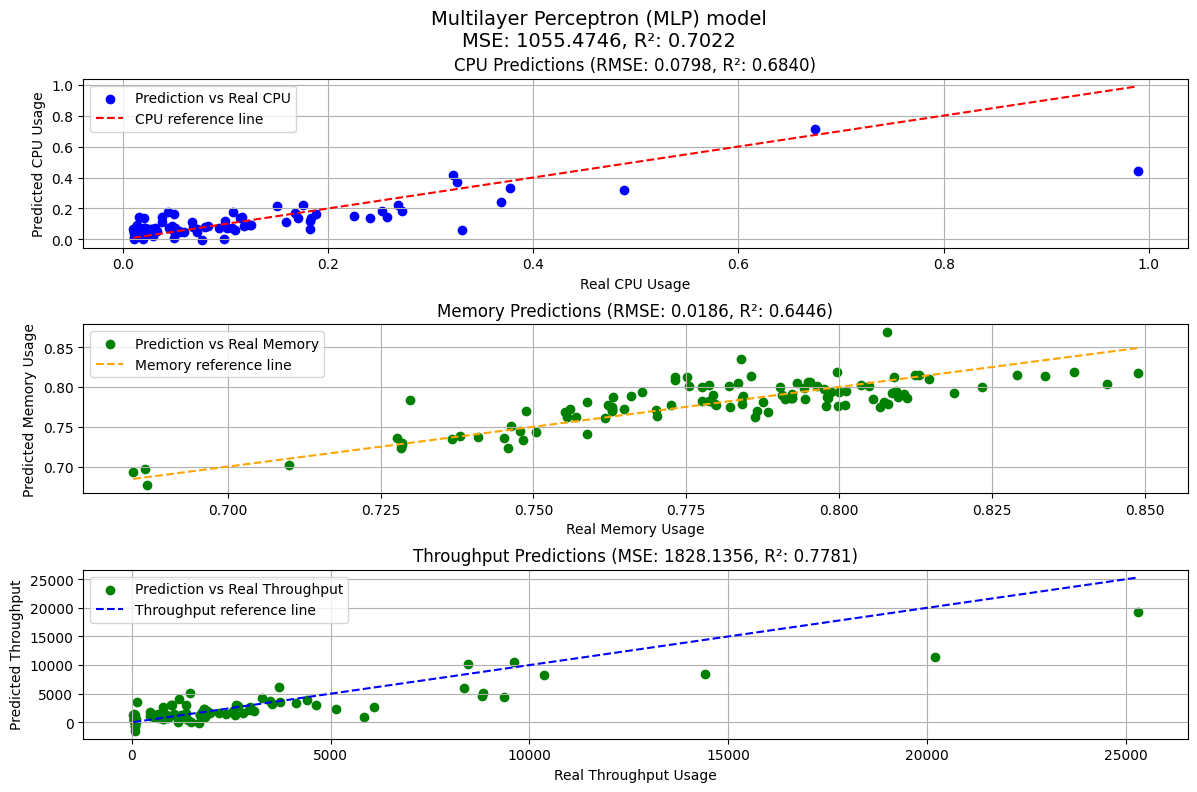 Multilayer Perceptron (MLP) model
MSE: 1055.4746, R²: 0.7022
CPU Predictions (RMSE: 0.0798, R²: 0.6840)
Predicted CPU Usage
1.0
0.8
0.6
0.4
0.2
0.0
Prediction vs Real CPU
CPU reference line
0.0 0.2 0.4 0.6 0.8 1.0
Real CPU Usage
Memory Predictions (RMSE: 0.0186, R²: 0.6446)
Predicted Memory Usage
0.85
0.80
0.75
0.70
Prediction vs Real Memory
Memory reference line
0.700 0.725 0.750 0.775 0.800 0.825 0.850
Real Memory Usage
Throughput Predictions (MSE: 1828.1356, R²: 0.7781)
Predicted Throughput
25000
20000
15000
10000
5000
0
Prediction vs Real Throughput
Throughput reference line
0 5000 10000 15000 20000 25000
Real Throughput Usage